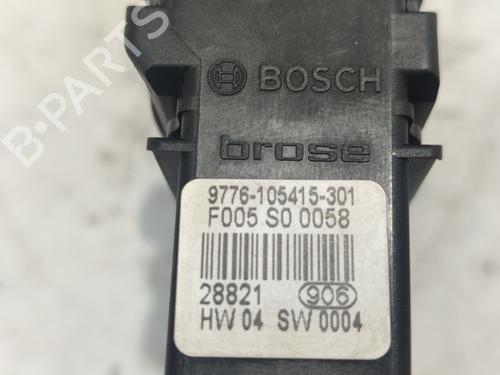 BOSCH
brose
9776-105415-301
F005 S0 0058
28821 906
HW 04 SW 0004
B-PARTS